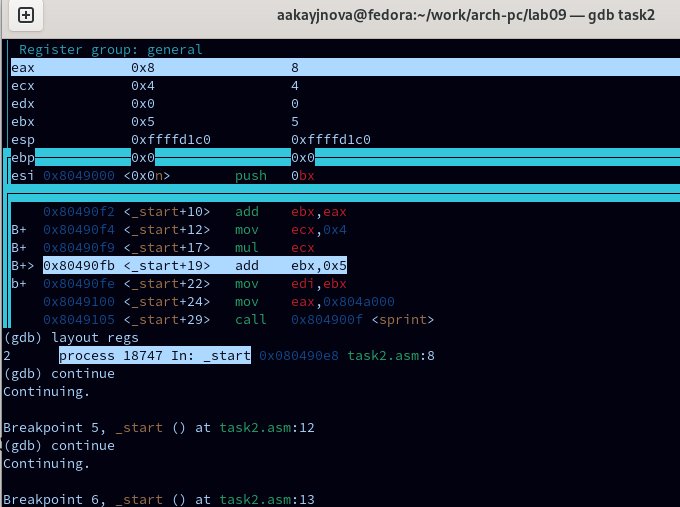 aakayjnova@fedora:~/work/arch-pc/lab09 — gdb task2
Register group: general
eax 0x8 8
ecx 0x4 4
edx 0x0 0
ebx 0x5 5
esp 0xffffd1c0 0xffffd1c0
ebp 0x0 0x0
esi 0x8049000 <0x0n> push 0bx
0x80490f2 <_start+10> add ebx,eax
B+ 0x80490f4 <_start+12> mov ecx,0x4
B+ 0x80490f9 <_start+17> mul ecx
B+> 0x80490fb <_start+19> add ebx,0x5
b+ 0x80490fe <_start+22> mov edi,ebx
0x8049100 <_start+24> mov eax,0x804a000
0x8049105 <_start+29> call 0x804900f <sprint>
(gdb) layout regs
2 process 18747 In: _start 0x080490e8 task2.asm:8
(gdb) continue
Continuing.
Breakpoint 5, _start () at task2.asm:12
(gdb) continue
Continuing.
Breakpoint 6, _start () at task2.asm:13